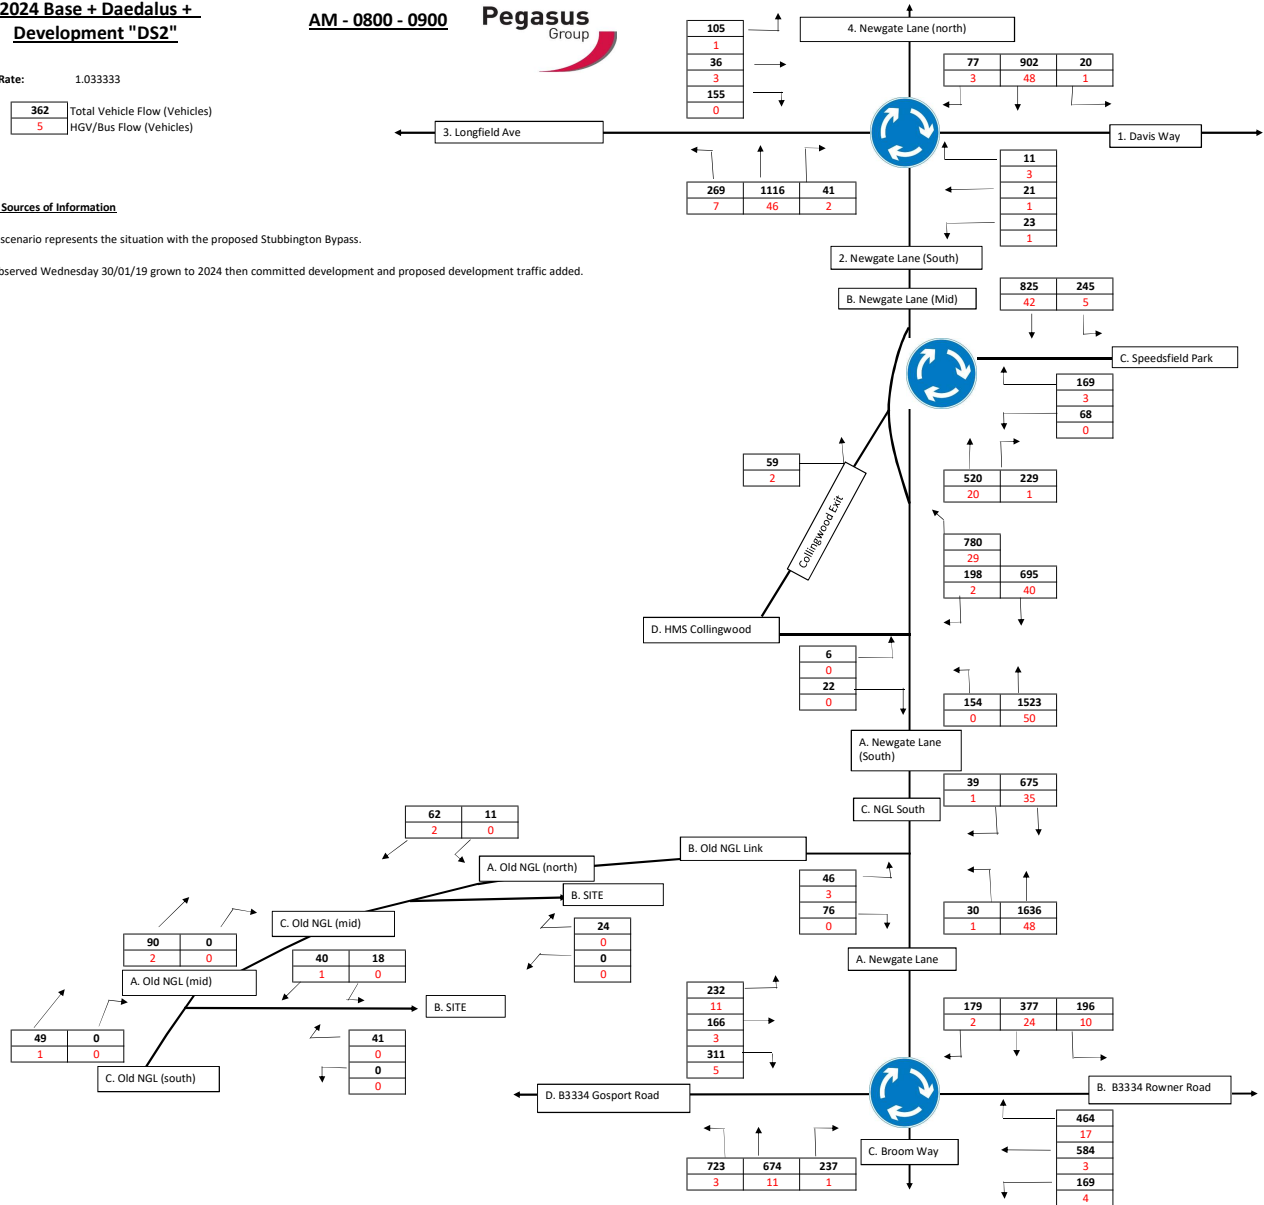 2024 Base + Daedalus +
Development "DS2"
AM - 0800 - 0900
Pegasus
Group
Rate: 1.033333
362 Total Vehicle Flow (Vehicles)
5 HGV/Bus Flow (Vehicles)
Sources of Information
scenario represents the situation with the proposed Stubbington Bypass.
bserved Wednesday 30/01/19 grown to 2024 then committed development and proposed development traffic added.
105
1
36
3
155
0
4. Newgate Lane (north)
77 902 20
3 48 1
3. Longfield Ave
1. Davis Way
269 1116 41
7 46 2
11
3
21
1
23
1
2. Newgate Lane (South)
B. Newgate Lane (Mid)
825 245
42 5
C. Speedsfield Park
169
3
68
0
59
2
520 229
20 1
Collingwood Exit
780
29
198 695
2 40
D. HMS Collingwood
6
0
22
0
154 1523
0 50
A. Newgate Lane
(South)
39 675
1 35
C. NGL South
62 11
2 0
B. Old NGL Link
A. Old NGL (north)
B. SITE
46
3
76
0
30 1636
1 48
C. Old NGL (mid)
24
0
0
0
90 0
2 0
40 18
1 0
A. Newgate Lane
A. Old NGL (mid)
B. SITE
232
11
166
3
311
5
179 377 196
2 24 10
49 0
1 0
41
0
0
0
C. Old NGL (south)
D. B3334 Gosport Road
B. B3334 Rowner Road
723 674 237
3 11 1
C. Broom Way
464
17
584
3
169
4